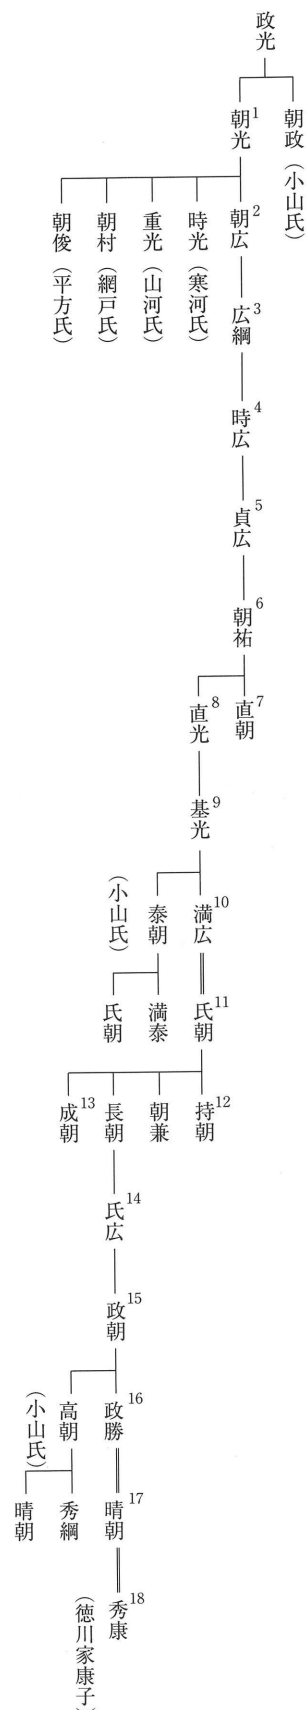 政光
朝政（小山氏）
朝光1
朝広2
時光（寒河氏）
重光（山河氏）
朝村（網戸氏）
朝俊（平方氏）
広綱3
時広4
貞広5
朝祐6
直朝7
直光8
基光9
満広10
泰朝
（小山氏）
氏朝11
満泰
氏朝
持朝12
朝兼
長朝
成朝13
氏広14
政朝15
政勝16
高朝
（小山氏）
晴朝17
秀綱
晴朝
秀康18
（徳川家康子）